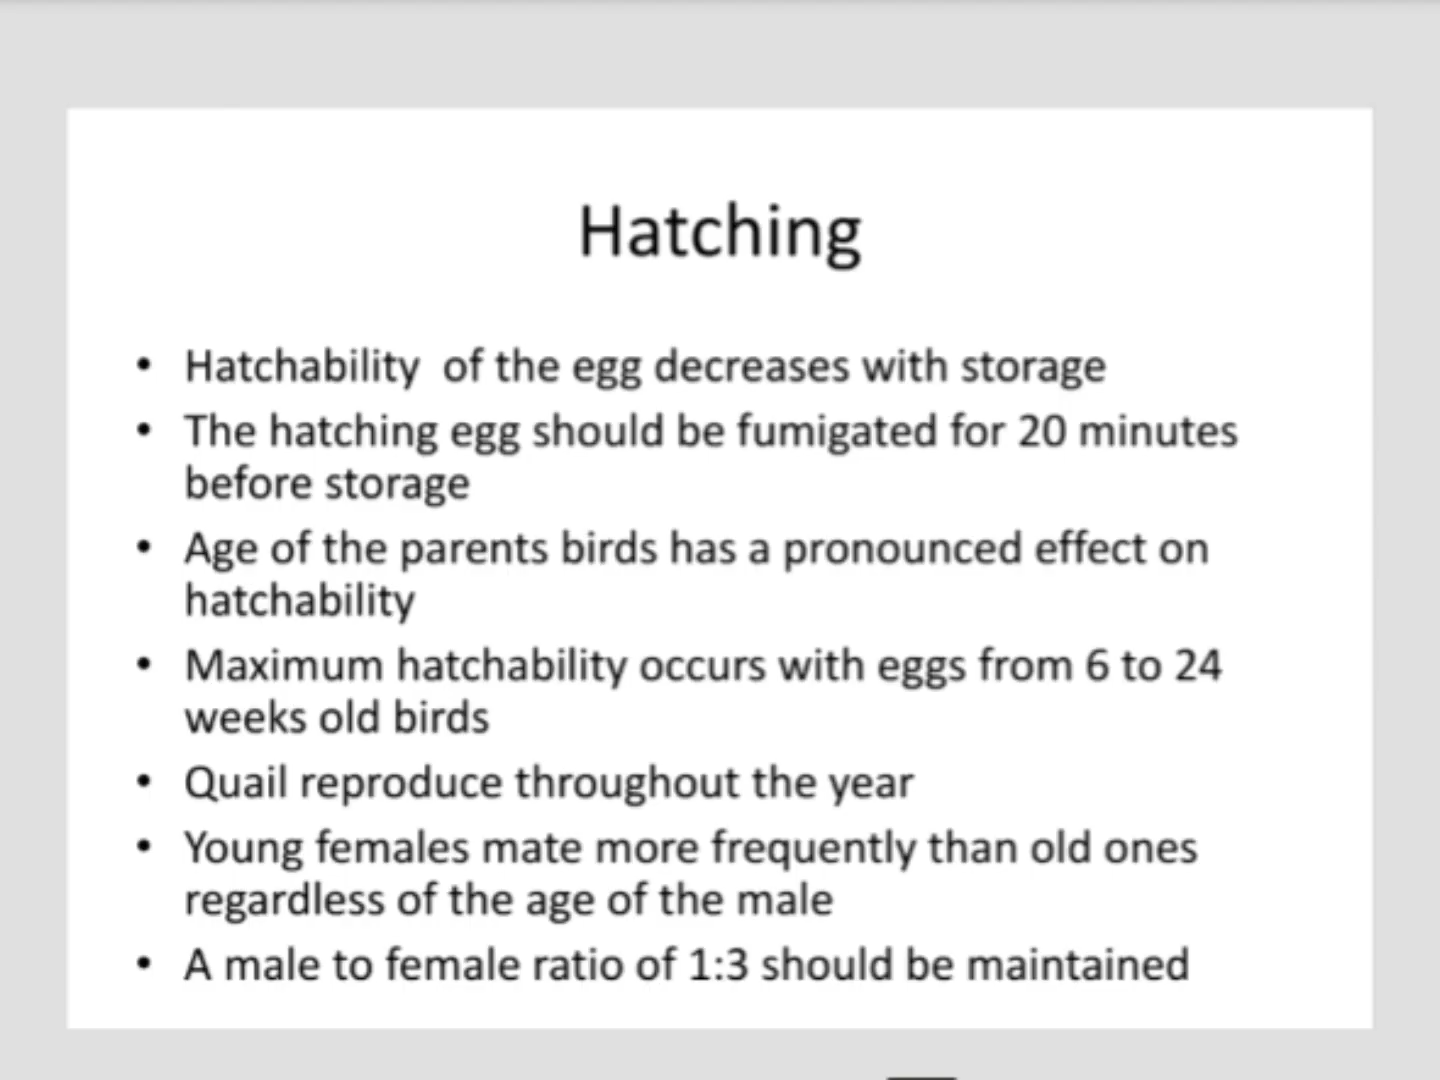 Hatching
• Hatchability  of the egg decreases with storage
• The hatching egg should be fumigated for 20 minutes
before storage
• Age of the parents birds has a pronounced effect on
hatchability
• Maximum hatchability occurs with eggs from 6 to 24
weeks old birds
• Quail reproduce throughout the year
• Young females mate more frequently than old ones
regardless of the age of the male
• A male to female ratio of 1:3 should be maintained